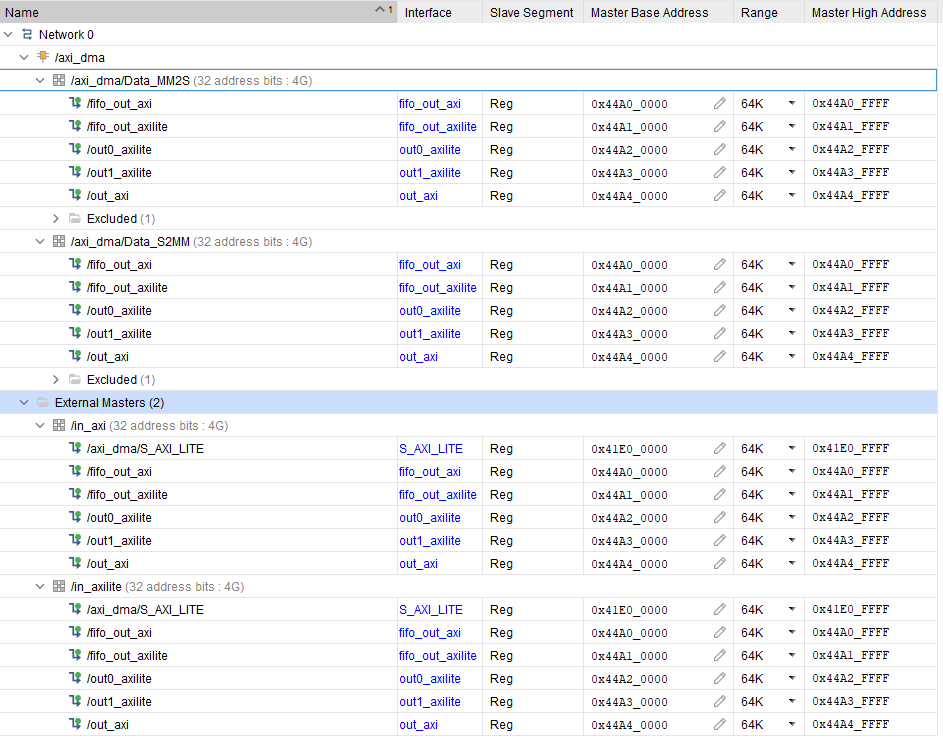 Name 1 Interface Slave Segment Master Base Address Range Master High Address
Network 0
/axi_dma
/axi_dma/Data_MM2S (32 address bits : 4G)
/fifo_out_axi fifo_out_axi Reg 0x44A0_0000 64K 0x44A0_FFFF
/fifo_out_axilite fifo_out_axilite Reg 0x44A1_0000 64K 0x44A1_FFFF
/out0_axilite out0_axilite Reg 0x44A2_0000 64K 0x44A2_FFFF
/out1_axilite out1_axilite Reg 0x44A3_0000 64K 0x44A3_FFFF
/out_axi out_axi Reg 0x44A4_0000 64K 0x44A4_FFFF
Excluded (1)
/axi_dma/Data_S2MM (32 address bits : 4G)
/fifo_out_axi fifo_out_axi Reg 0x44A0_0000 64K 0x44A0_FFFF
/fifo_out_axilite fifo_out_axilite Reg 0x44A1_0000 64K 0x44A1_FFFF
/out0_axilite out0_axilite Reg 0x44A2_0000 64K 0x44A2_FFFF
/out1_axilite out1_axilite Reg 0x44A3_0000 64K 0x44A3_FFFF
/out_axi out_axi Reg 0x44A4_0000 64K 0x44A4_FFFF
Excluded (1)
External Masters (2)
/in_axi (32 address bits : 4G)
/axi_dma/S_AXI_LITE S_AXI_LITE Reg 0x41E0_0000 64K 0x41E0_FFFF
/fifo_out_axi fifo_out_axi Reg 0x44A0_0000 64K 0x44A0_FFFF
/fifo_out_axilite fifo_out_axilite Reg 0x44A1_0000 64K 0x44A1_FFFF
/out0_axilite out0_axilite Reg 0x44A2_0000 64K 0x44A2_FFFF
/out1_axilite out1_axilite Reg 0x44A3_0000 64K 0x44A3_FFFF
/out_axi out_axi Reg 0x44A4_0000 64K 0x44A4_FFFF
/in_axilite (32 address bits : 4G)
/axi_dma/S_AXI_LITE S_AXI_LITE Reg 0x41E0_0000 64K 0x41E0_FFFF
/fifo_out_axi fifo_out_axi Reg 0x44A0_0000 64K 0x44A0_FFFF
/fifo_out_axilite fifo_out_axilite Reg 0x44A1_0000 64K 0x44A1_FFFF
/out0_axilite out0_axilite Reg 0x44A2_0000 64K 0x44A2_FFFF
/out1_axilite out1_axilite Reg 0x44A3_0000 64K 0x44A3_FFFF
/out_axi out_axi Reg 0x44A4_0000 64K 0x44A4_FFFF